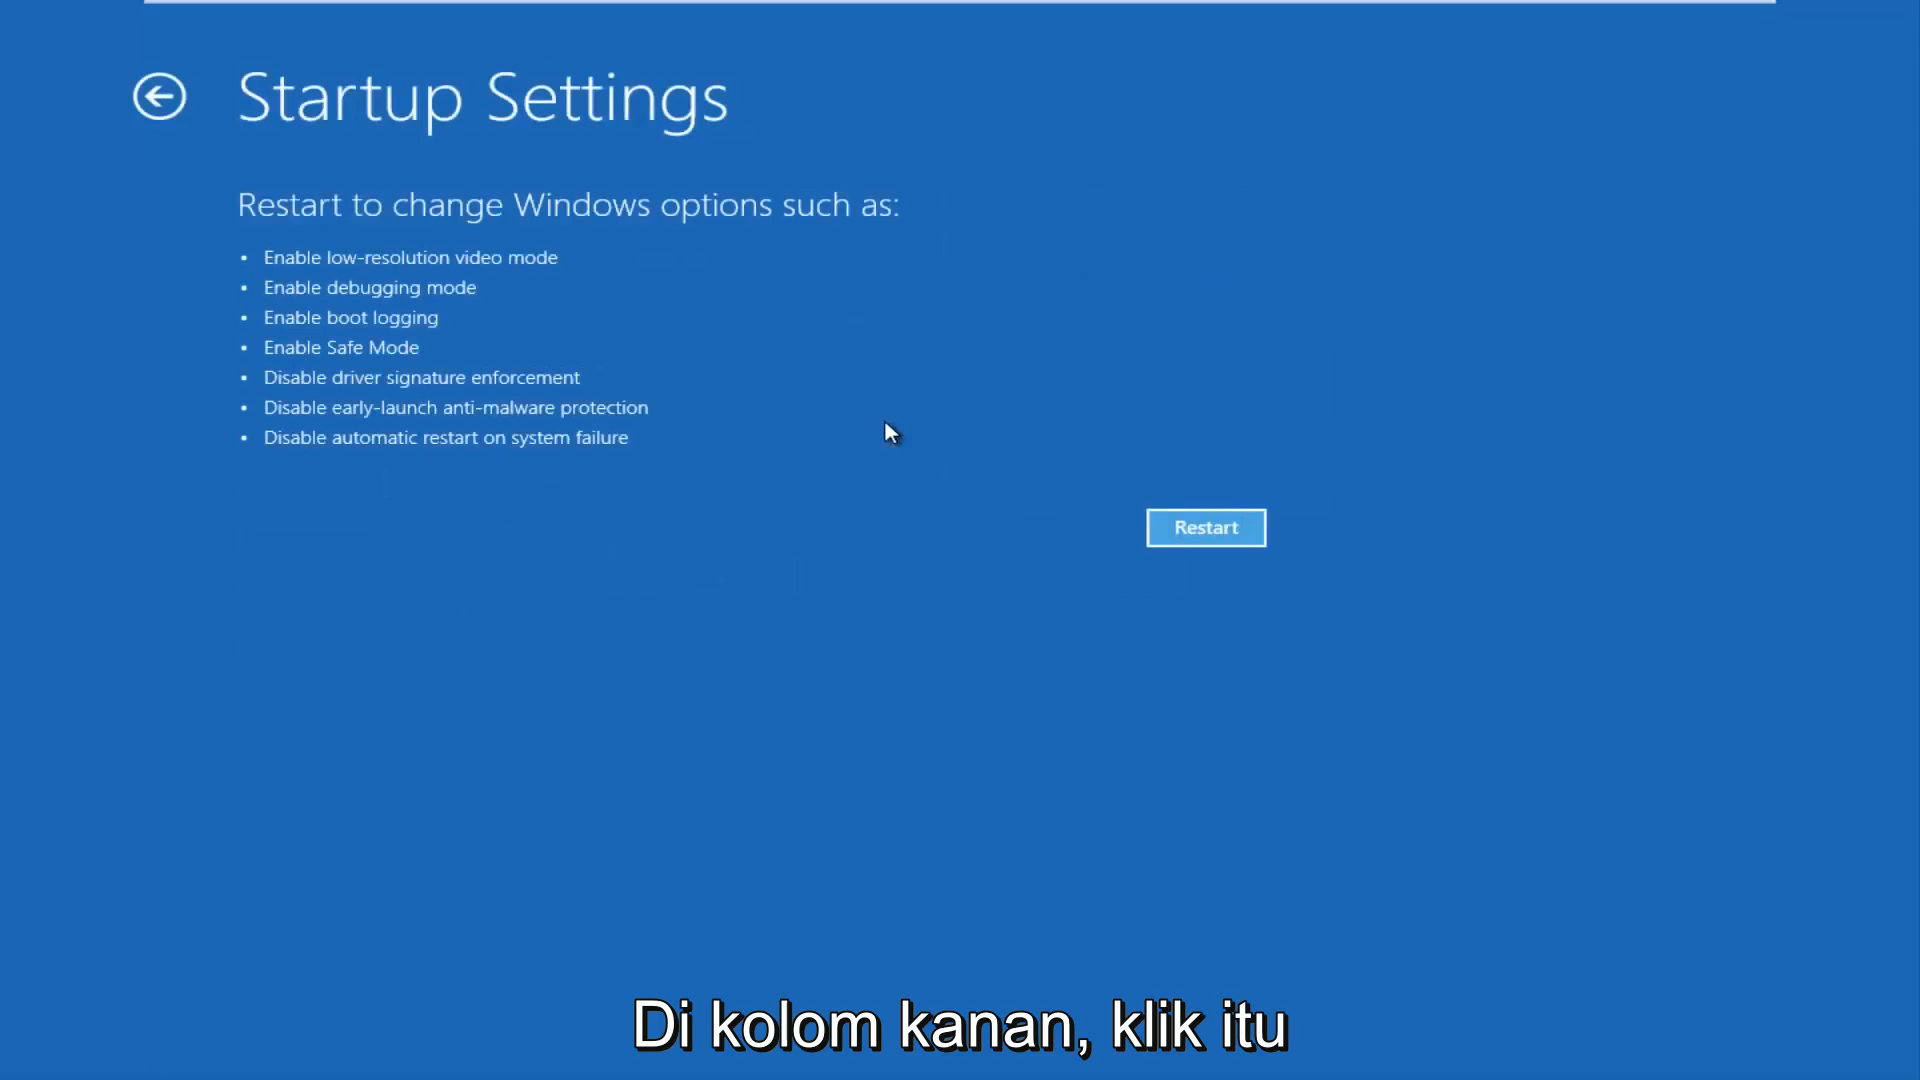 Startup Settings
Restart to change Windows options such as:
• Enable low-resolution video mode
• Enable debugging mode
• Enable boot logging
• Enable Safe Mode
• Disable driver signature enforcement
• Disable early-launch anti-malware protection
• Disable automatic restart on system failure
Restart
Di kolom kanan, klik itu